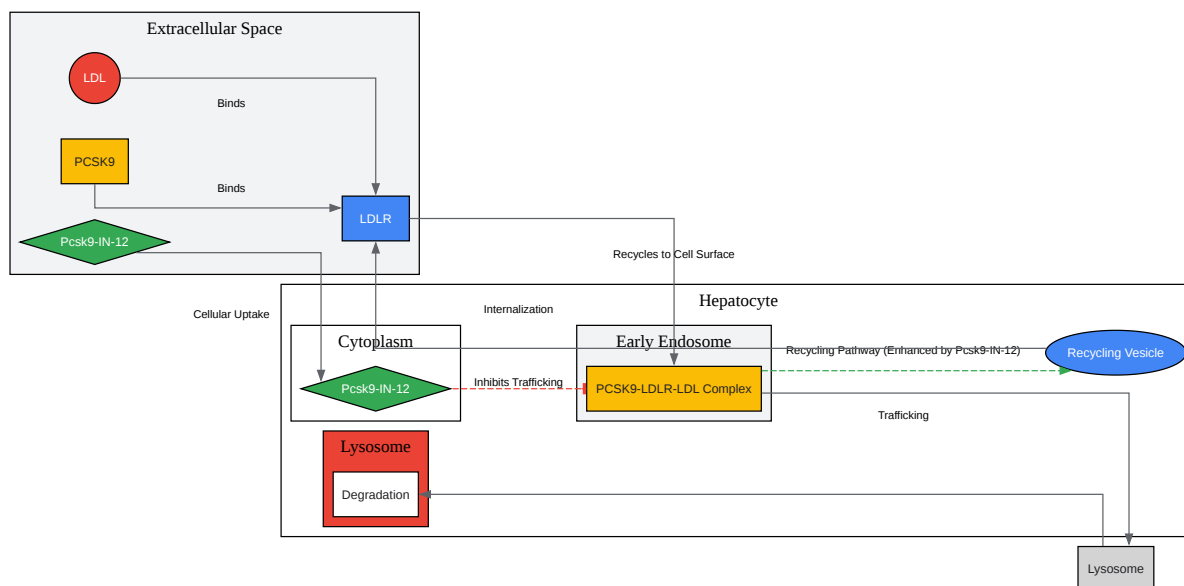 Extracellular Space
LDL
Binds
PCSK9
Binds
LDLR
Pcsk9-IN-12
Recycles to Cell Surface
Cellular Uptake
Internalization
Hepatocyte
Cytoplasm
Early Endosome
Recycling Pathway (Enhanced by Pcsk9-IN-12)
Recycling Vesicle
Pcsk9-IN-12
Inhibits Trafficking
PCSK9-LDLR-LDL Complex
Trafficking
Lysosome
Degradation
Lysosome